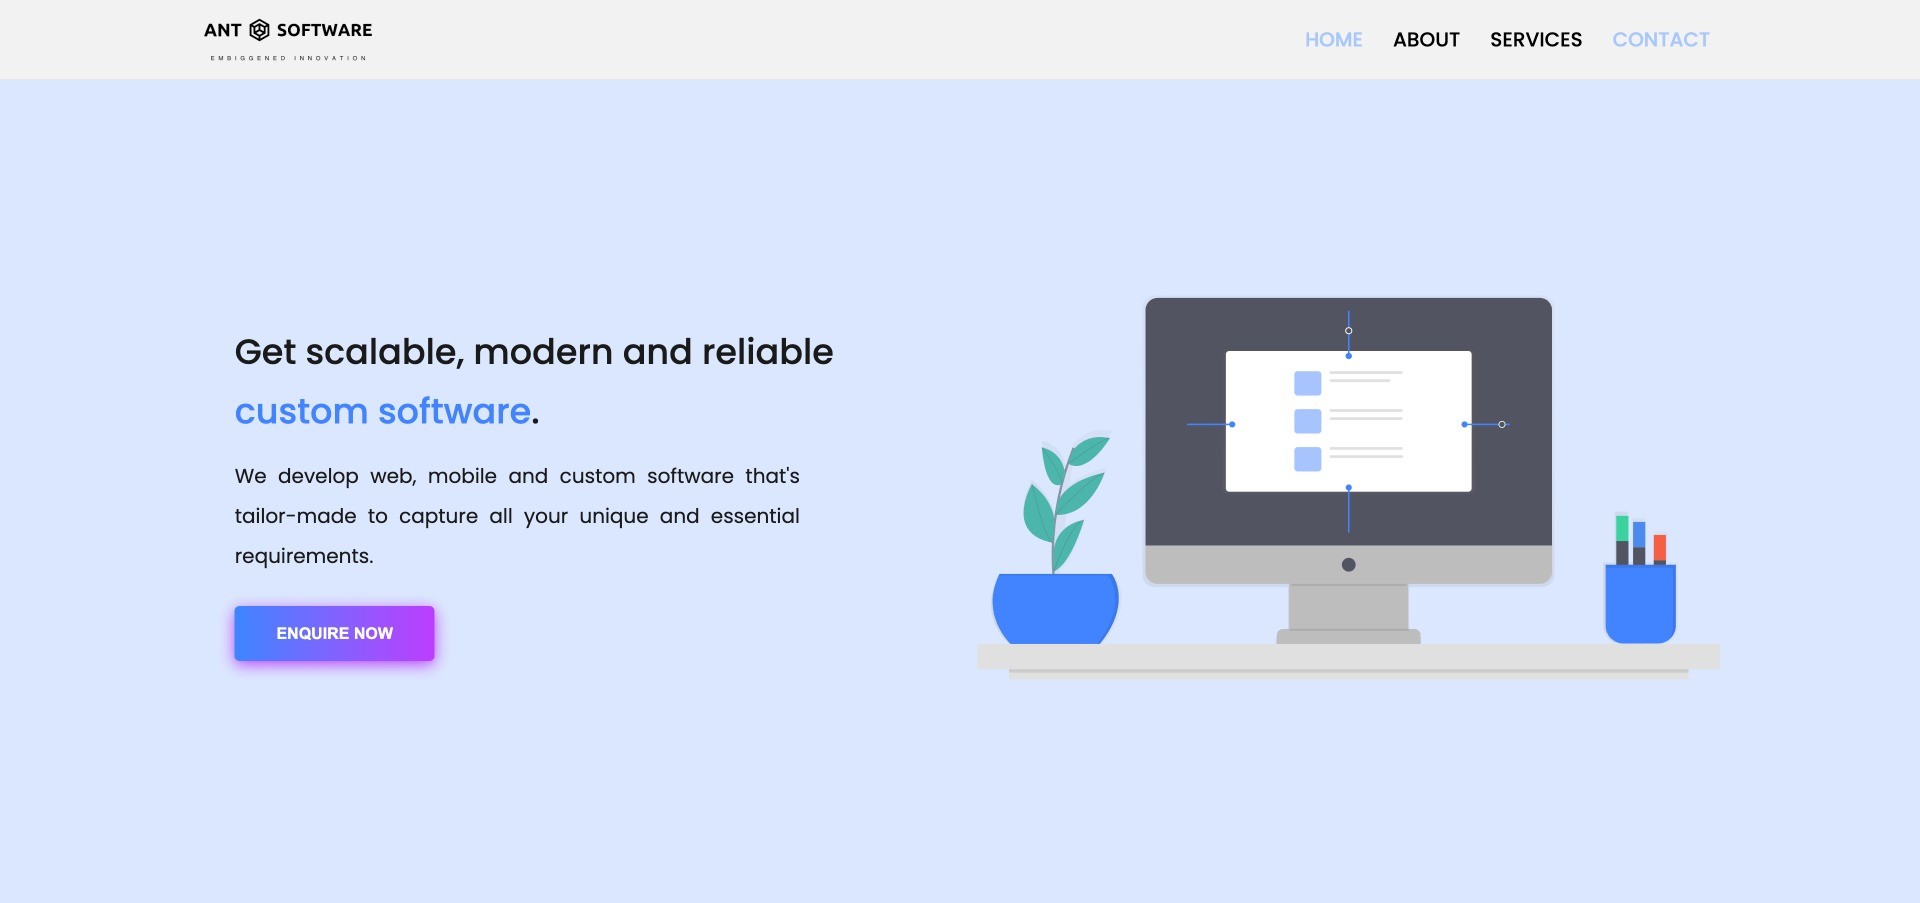 ANT SOFTWARE
EMBIGGENED INNOVATION
HOME ABOUT SERVICES CONTACT
Get scalable, modern and reliable
custom software.
We develop web, mobile and custom software that's
tailor-made to capture all your unique and essential
requirements.
ENQUIRE NOW